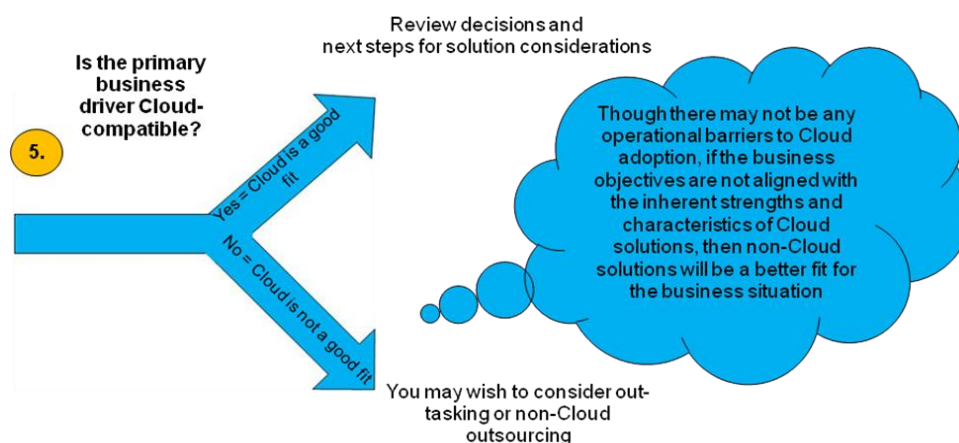 Review decisions and
next steps for solution considerations
Is the primary
business
driver Cloud-
compatible?
5.
Yes = Cloud is a good
fit
No = Cloud is not a good fit
Though there may not be any
operational barriers to Cloud
adoption, if the business
objectives are not aligned with
the inherent strengths and
characteristics of Cloud
solutions, then non-Cloud
solutions will be a better fit for
the business situation
You may wish to consider out-
tasking or non-Cloud
outsourcing